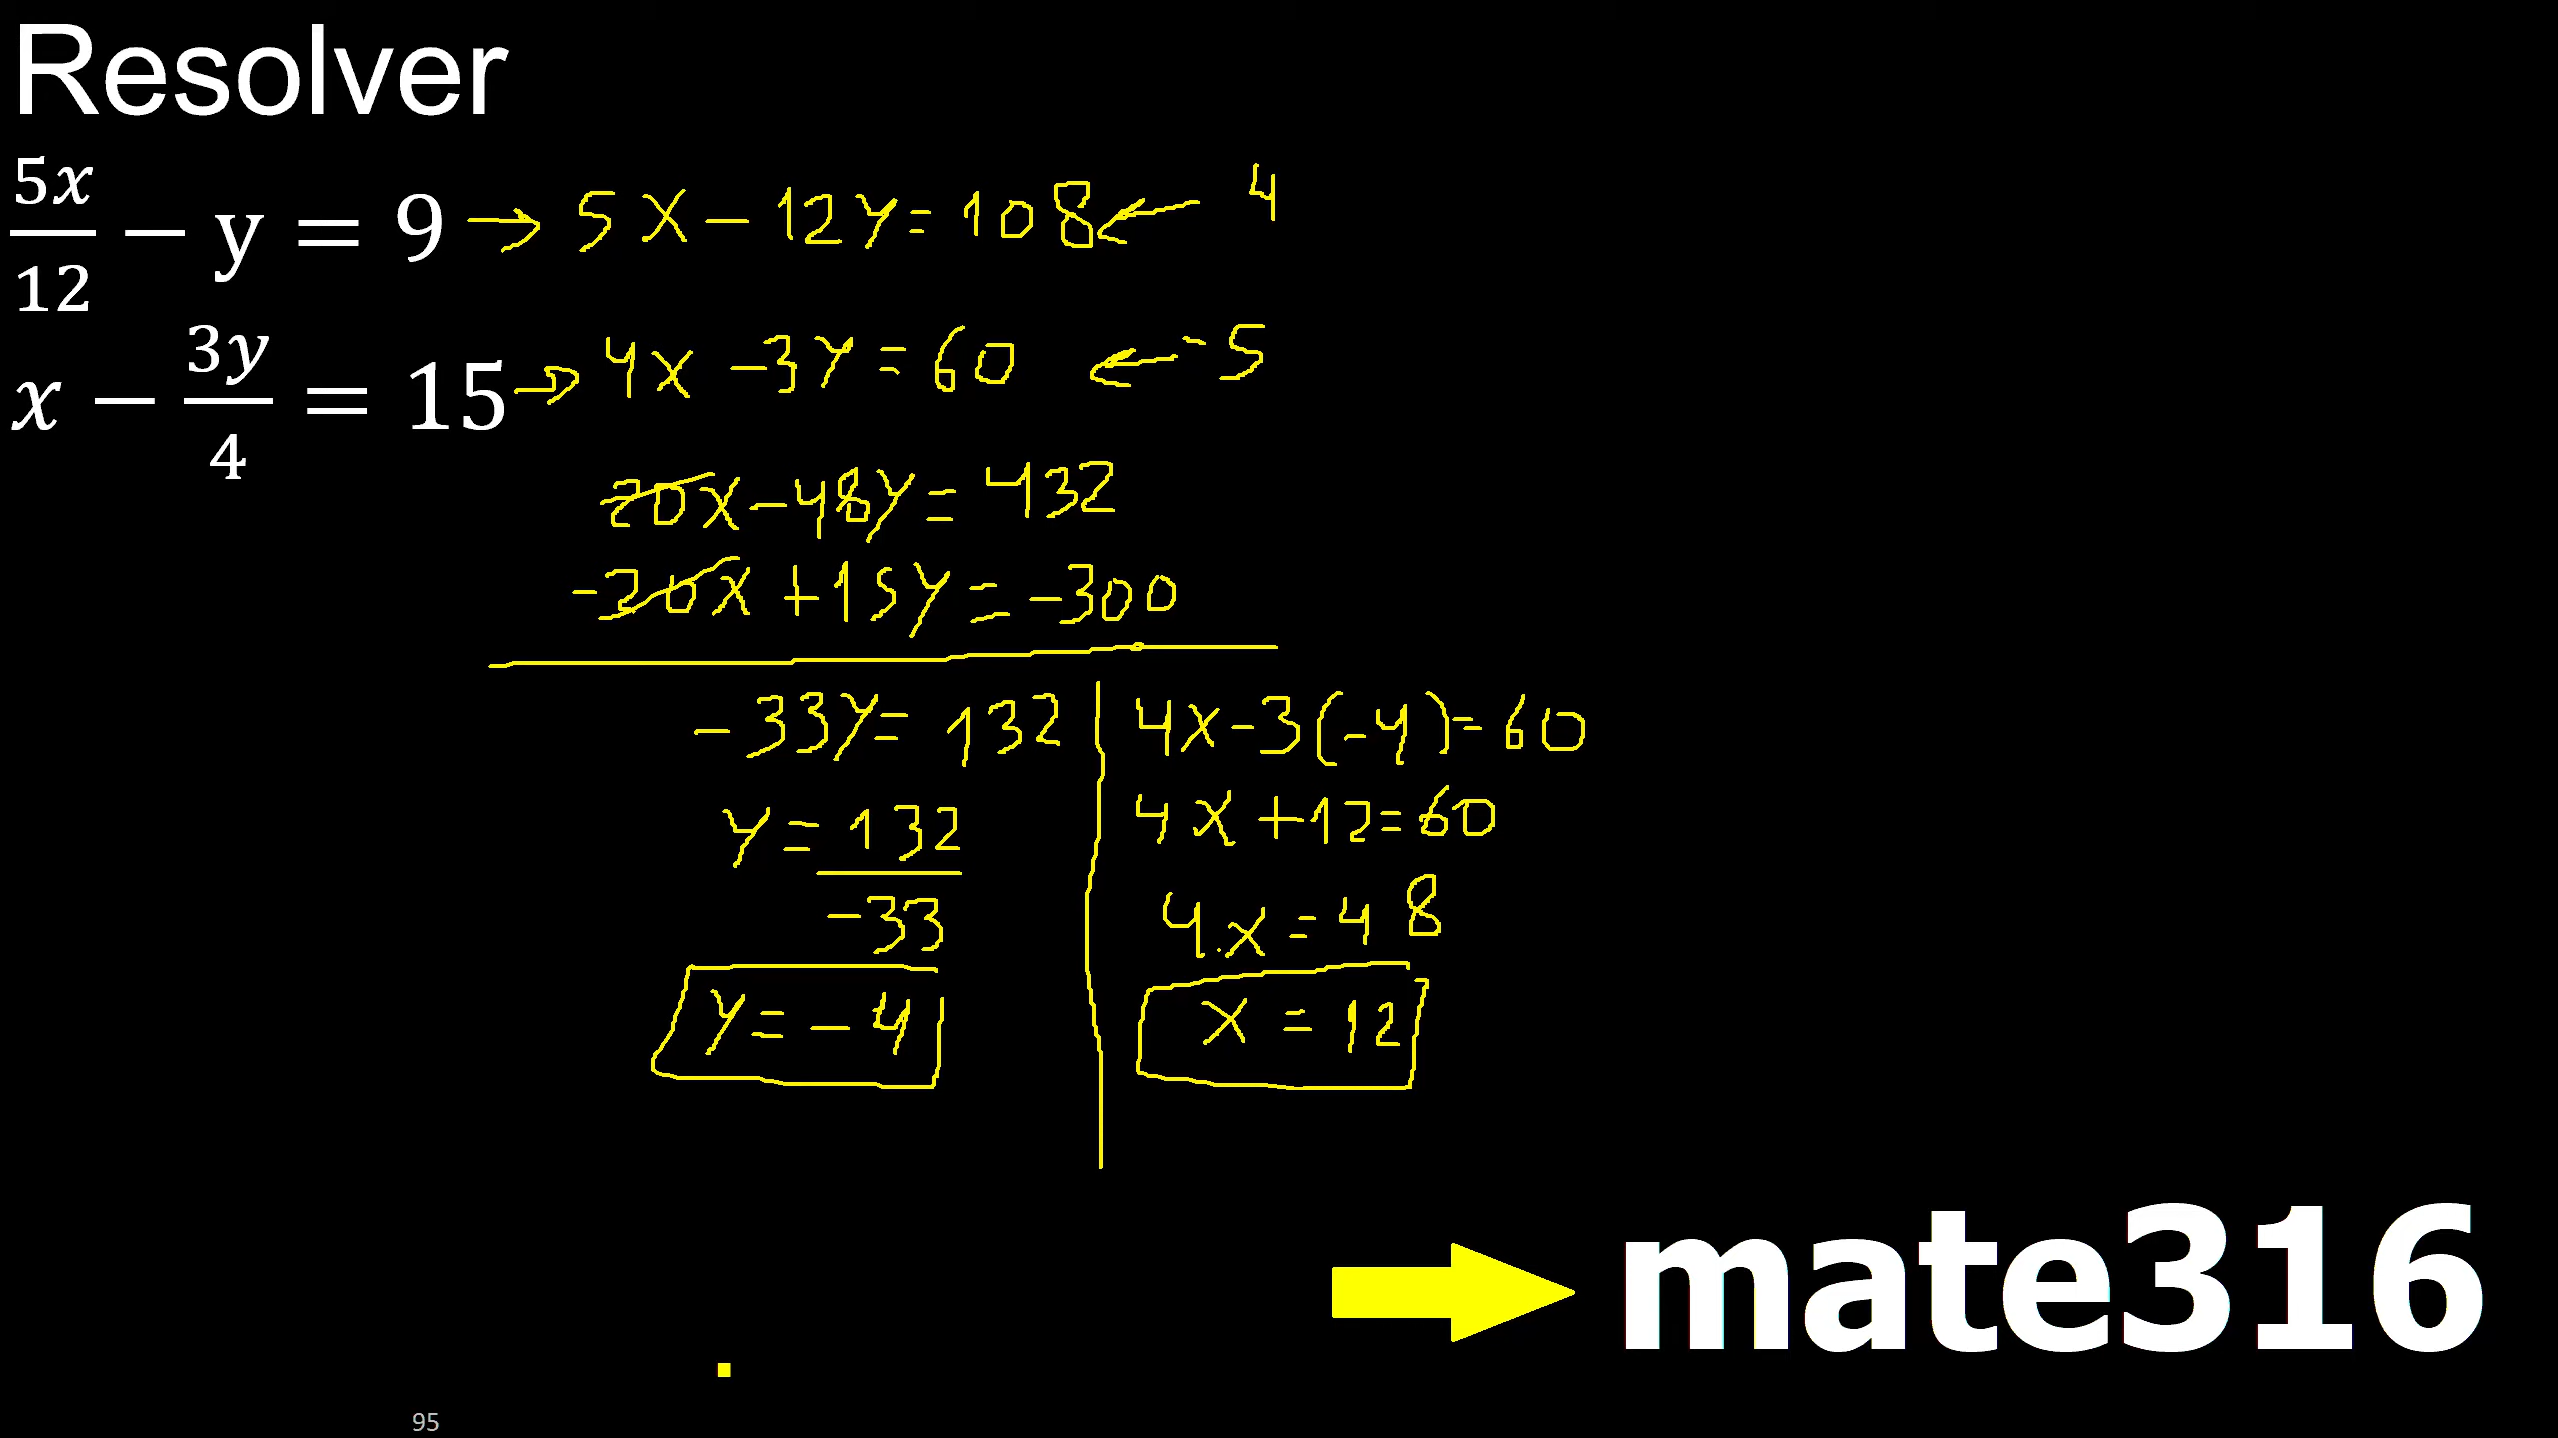 Resolver
5x/12 − y = 9 → 5x − 12y = 108 ← 4
x − 3y/4 = 15 → 4x − 3y = 60 ← -5
20x − 48y = 432
-20x + 15y = -300
-33y = 132
y = 132/-33
y = -4
4x − 3(-4) = 60
4x + 12 = 60
4.x = 48
x = 12
mate316
95